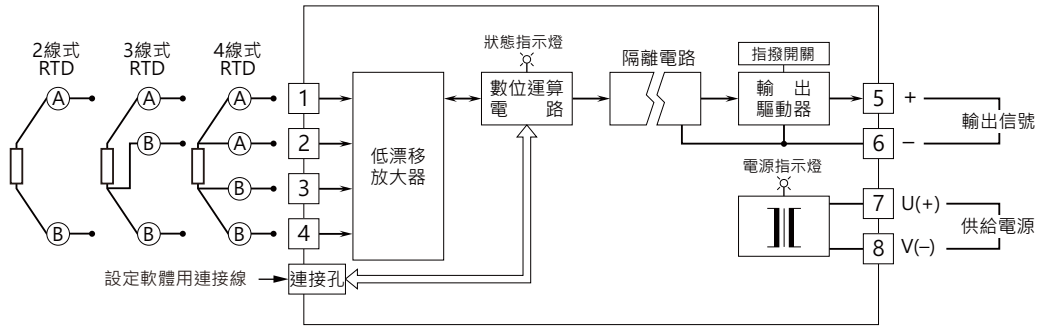 2線式
RTD
3線式
RTD
4線式
RTD
A
B
A
B
B
A
A
B
B
1
2
3
4
低漂移
放大器
狀態指示燈
數位運算
電路
隔離電路
指撥開關
輸出
驅動器
5
+
6
−
輸出信號
電源指示燈
7
U(+)
8
V(−)
供給電源
設定軟體用連接線
連接孔